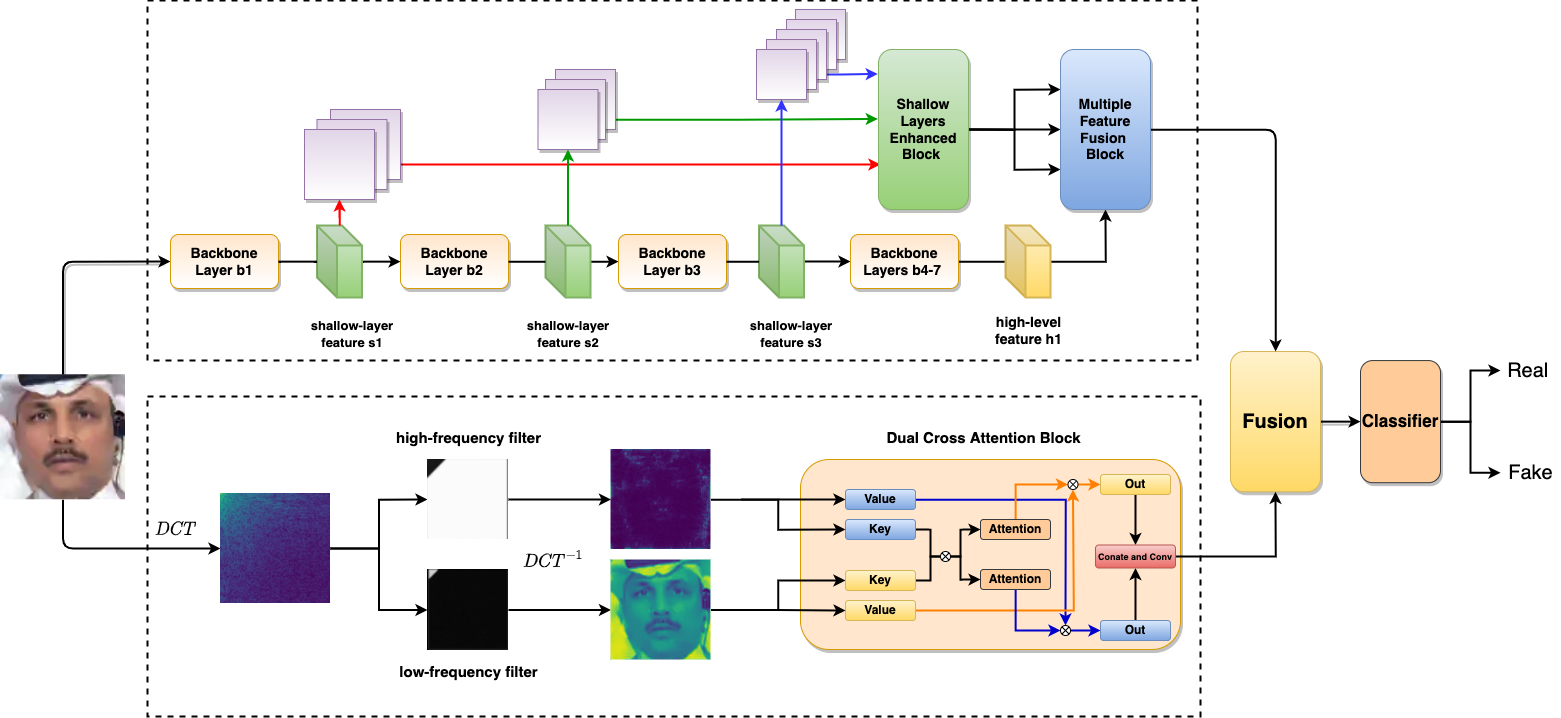 Shallow
Layers
Enhanced
Block
Multiple
Feature
Fusion
Block
Backbone
Layer b1
Backbone
Layer b2
Backbone
Layer b3
Backbone
Layers b4-7
shallow-layer
feature s1
shallow-layer
feature s2
shallow-layer
feature s3
high-level
feature h1
Fusion
Classifier
Real
Fake
DCT
high-frequency filter
DCT⁻¹
low-frequency filter
Dual Cross Attention Block
Value
Key
Key
Value
Attention
Attention
Out
Conate and Conv
Out